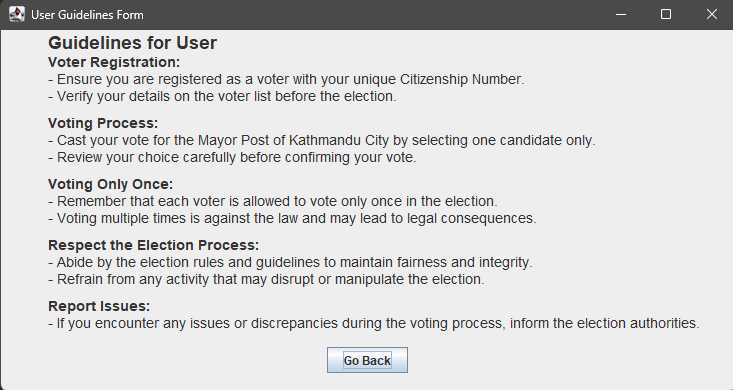 User Guidelines Form
Guidelines for User
Voter Registration:
- Ensure you are registered as a voter with your unique Citizenship Number.
- Verify your details on the voter list before the election.
Voting Process:
- Cast your vote for the Mayor Post of Kathmandu City by selecting one candidate only.
- Review your choice carefully before confirming your vote.
Voting Only Once:
- Remember that each voter is allowed to vote only once in the election.
- Voting multiple times is against the law and may lead to legal consequences.
Respect the Election Process:
- Abide by the election rules and guidelines to maintain fairness and integrity.
- Refrain from any activity that may disrupt or manipulate the election.
Report Issues:
- If you encounter any issues or discrepancies during the voting process, inform the election authorities.
Go Back